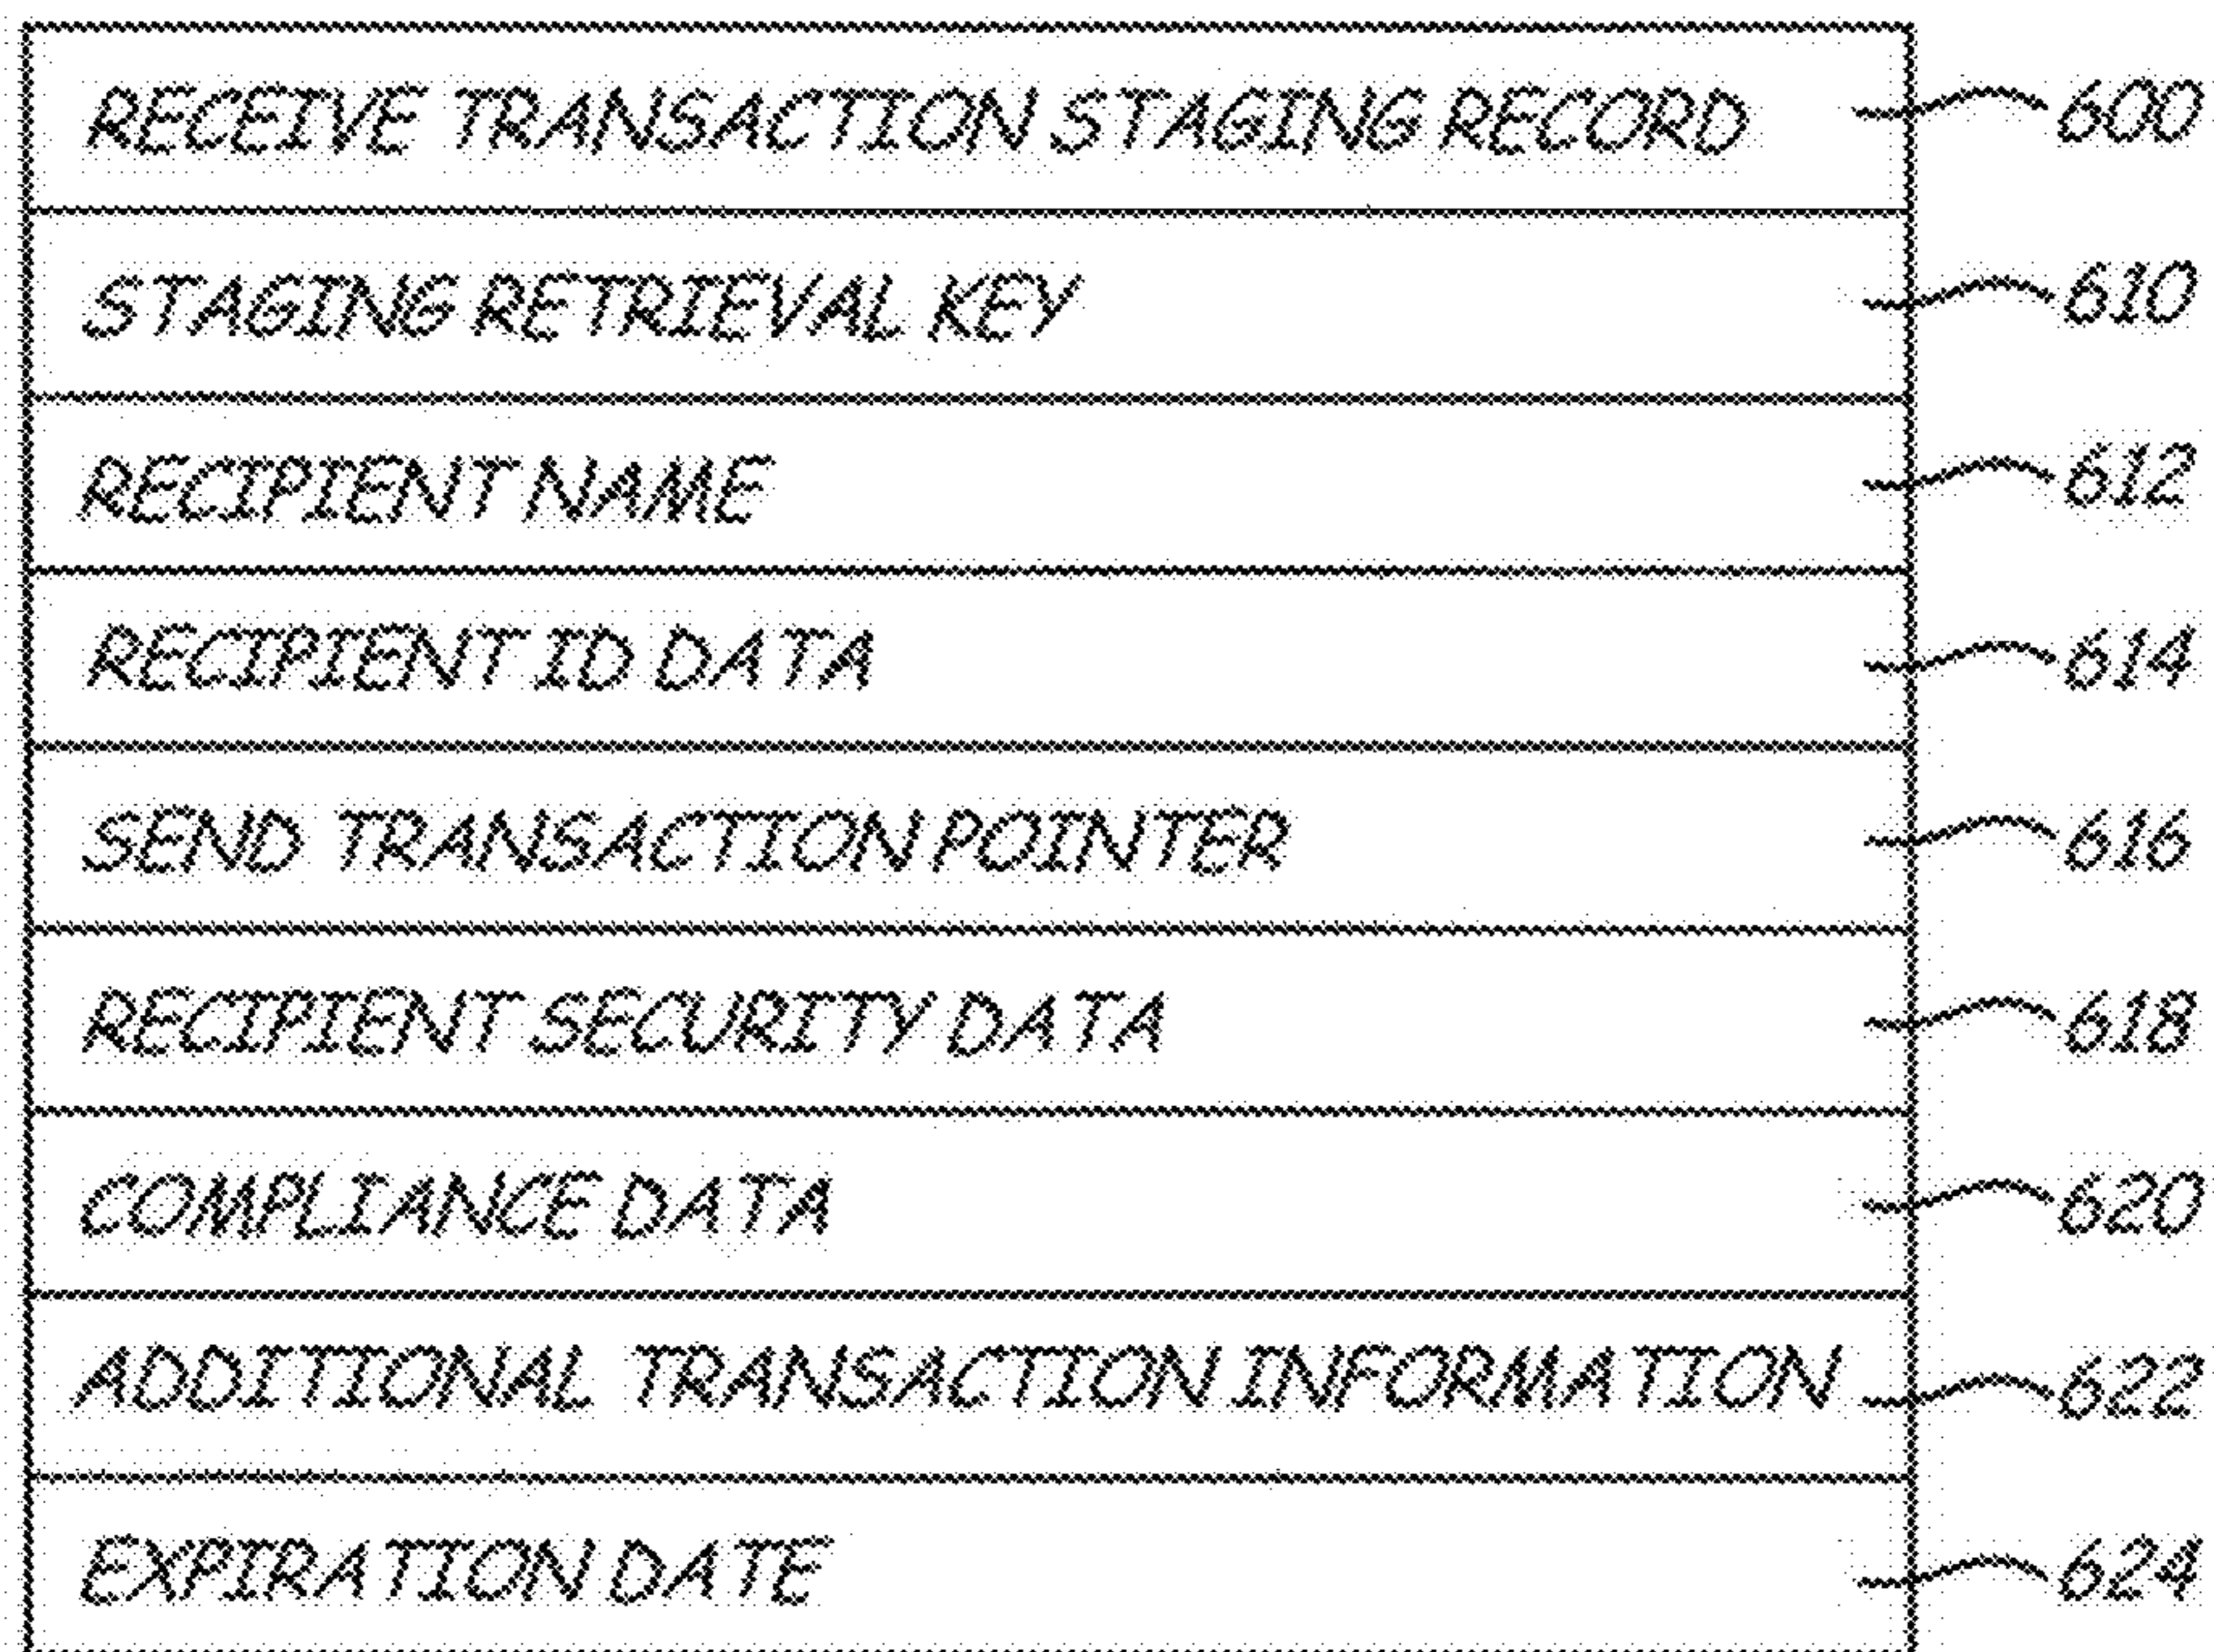 RECEIVE TRANSACTION STAGING RECORD 600
STAGING RETRIEVAL KEY 610
RECIPIENT NAME 612
RECIPIENT ID DATA 614
SEND TRANSACTION POINTER 616
RECIPIENT SECURITY DATA 618
COMPLIANCE DATA 620
ADDITIONAL TRANSACTION INFORMATION 622
EXPIRATION DATE 624